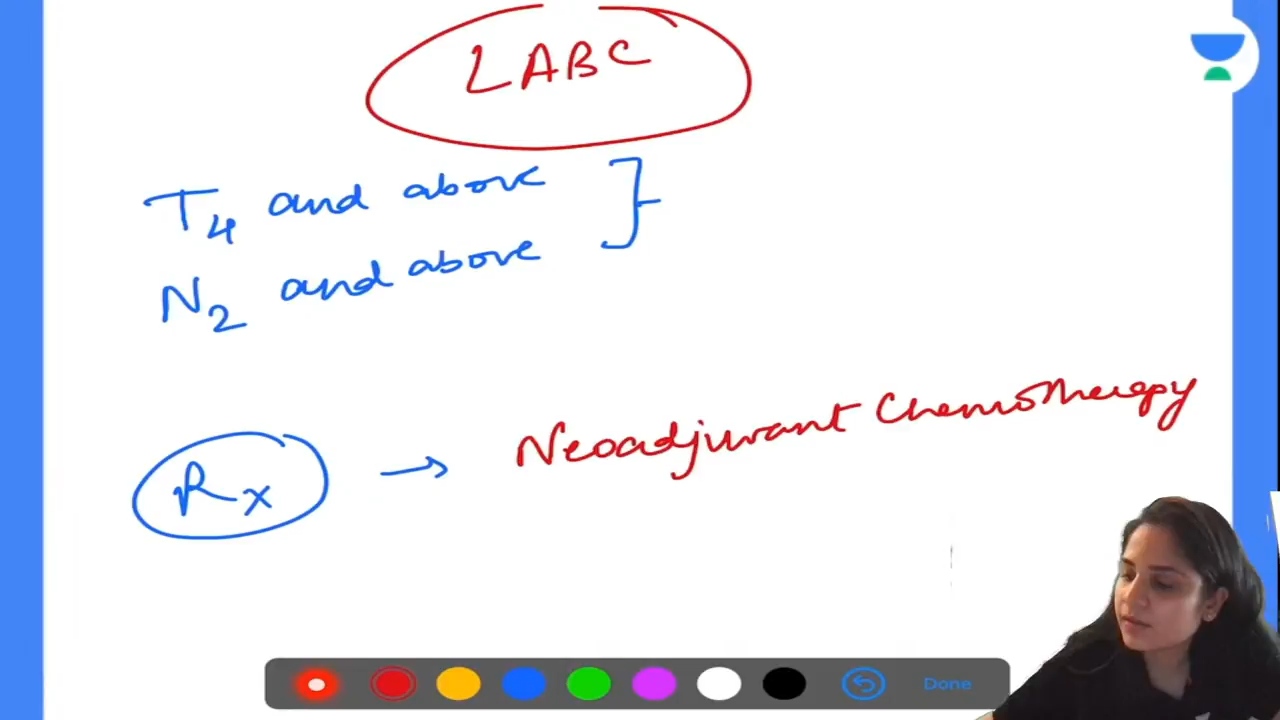 LABC
T4 and above
N2 and above
Rx → Neoadjuvant Chemotherapy
Done